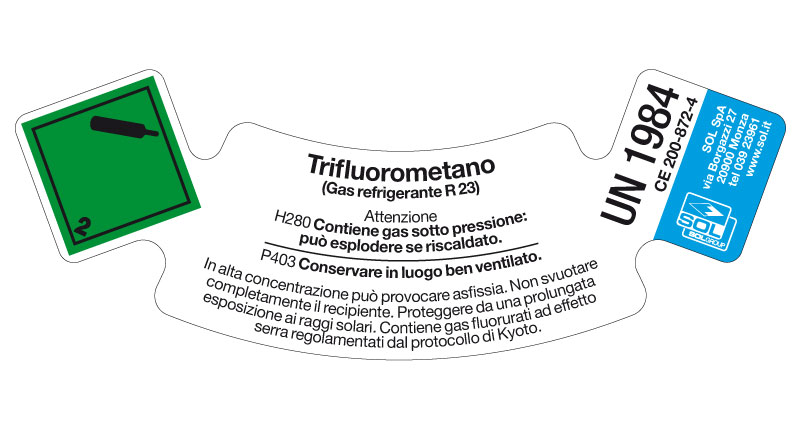 2
Trifluorometano
(Gas refrigerante R 23)
Attenzione
H280 Contiene gas sotto pressione:
può esplodere se riscaldato.
P403 Conservare in luogo ben ventilato.
In alta concentrazione può provocare asfissia. Non svuotare
completamente il recipiente. Proteggere da una prolungata
esposizione ai raggi solari. Contiene gas fluorurati ad effetto
serra regolamentati dal protocollo di Kyoto.
UN 1984
CE 200-872-4
SOL SpA
via Borgazzi 27
20900 Monza
tel 039 23961
www.sol.it
SOL
SOLGROUP